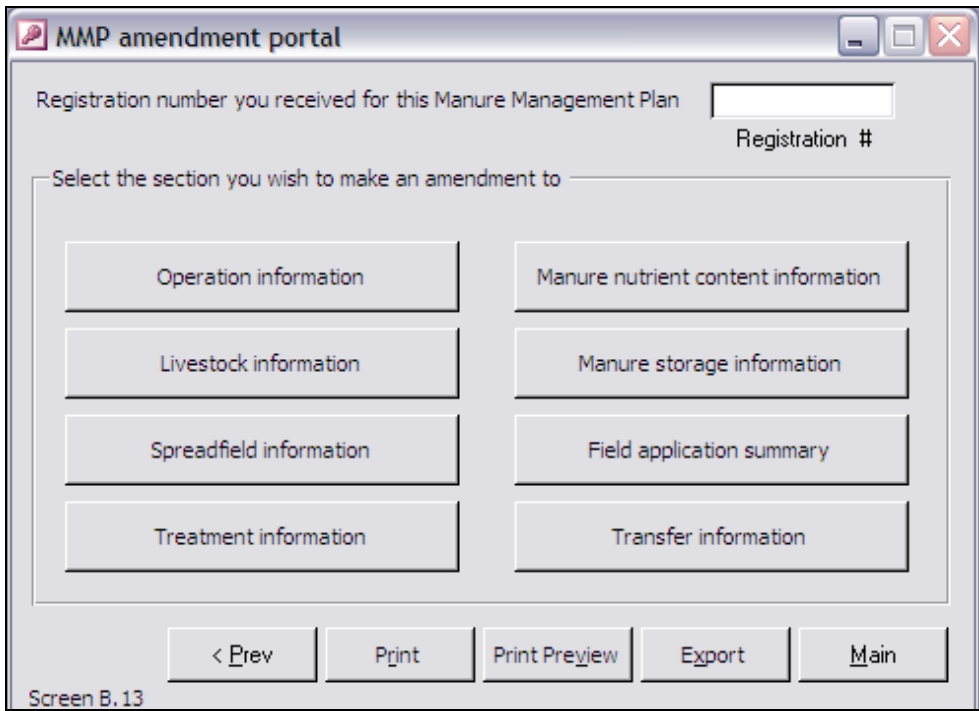 MMP amendment portal
Registration number you received for this Manure Management Plan
Registration #
Select the section you wish to make an amendment to
Operation information
Manure nutrient content information
Livestock information
Manure storage information
Spreadfield information
Field application summary
Treatment information
Transfer information
< Prev
Print
Print Preview
Export
Main
Screen B.13